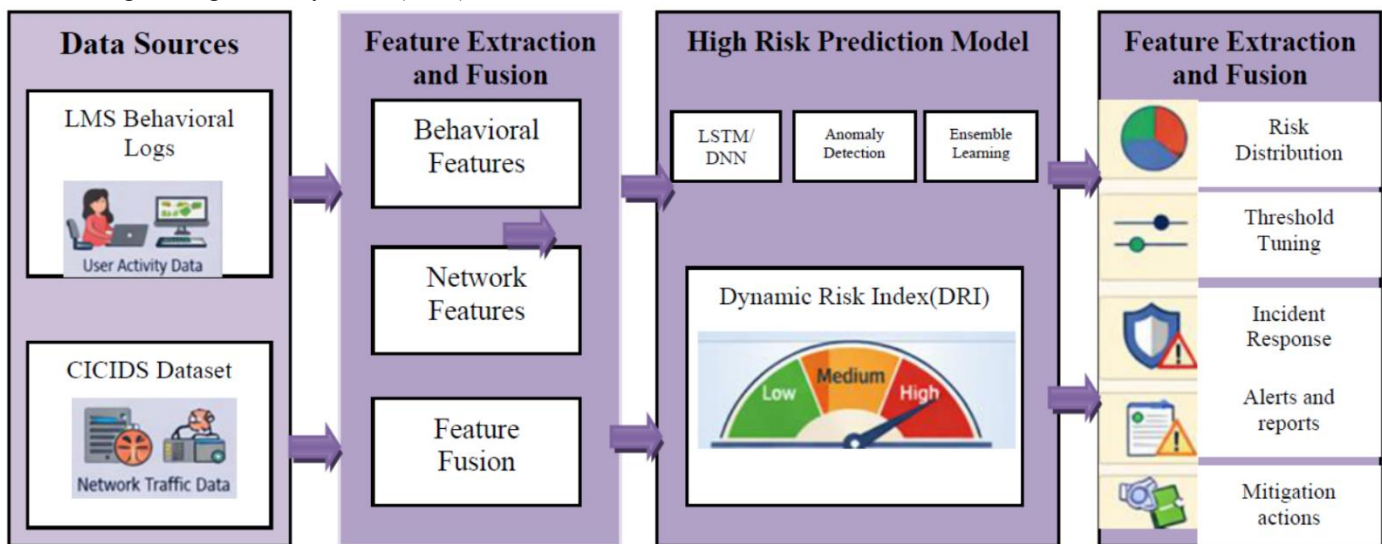 Data Sources
LMS Behavioral
Logs
User Activity Data
CICIDS Dataset
Network Traffic Data
Feature Extraction
and Fusion
Behavioral
Features
Network
Features
Feature
Fusion
High Risk Prediction Model
LSTM/
DNN
Anomaly
Detection
Ensemble
Learning
Dynamic Risk Index(DRI)
Low
Medium
High
Feature Extraction
and Fusion
Risk
Distribution
Threshold
Tuning
Incident
Response
Alerts and
reports
Mitigation
actions